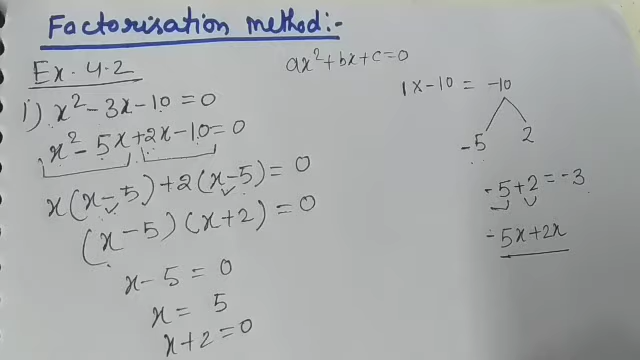 Factorisation method:-
Ex. 4.2
ax² + bx + c = 0
i) x² - 3x - 10 = 0
x² - 5x + 2x - 10 = 0
x(x - 5) + 2(x - 5) = 0
(x - 5) (x + 2) = 0
x - 5 = 0
x = 5
x + 2 = 0
1 x - 10 = -10
-5 2
-5 + 2 = -3
-5x + 2x